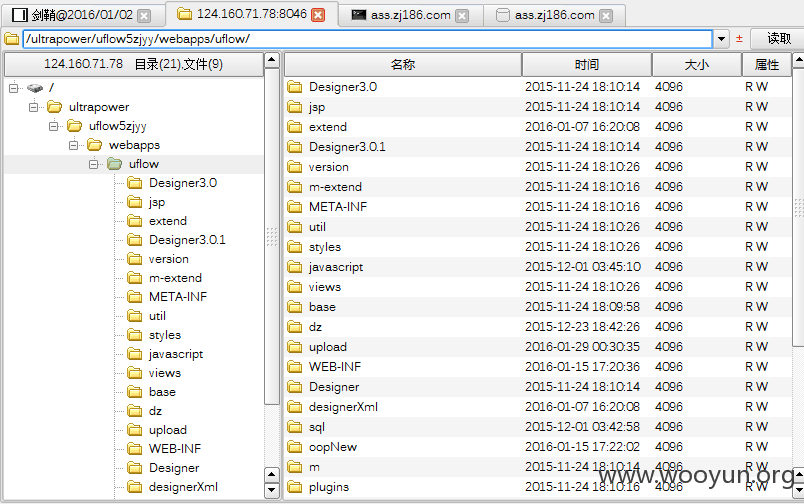 剑鞘@2016/01/02
124.160.71.78:8046
ass.zj186.com
ass.zj186.com
/ultrapower/uflow5zjyy/webapps/uflow/
读取
124.160.71.78 目录(21).文件(9)
名称 时间 大小 属性
/
ultrapower
uflow5zjyy
webapps
uflow
Designer3.0
jsp
extend
Designer3.0.1
version
m-extend
META-INF
util
styles
javascript
views
base
dz
upload
WEB-INF
Designer
designerXml
Designer3.0 2015-11-24 18:10:14 4096 R W
jsp 2015-11-24 18:10:14 4096 R W
extend 2016-01-07 16:20:08 4096 R W
Designer3.0.1 2015-11-24 18:10:14 4096 R W
version 2015-11-24 18:10:26 4096 R W
m-extend 2015-11-24 18:10:16 4096 R W
META-INF 2015-11-24 18:10:16 4096 R W
util 2015-11-24 18:10:26 4096 R W
styles 2015-11-24 18:10:26 4096 R W
javascript 2015-12-01 03:45:10 4096 R W
views 2015-11-24 18:10:26 4096 R W
base 2015-11-24 18:09:58 4096 R W
dz 2015-12-23 18:42:26 4096 R W
upload 2016-01-29 00:30:35 4096 R W
WEB-INF 2016-01-15 17:20:36 4096 R W
Designer 2015-11-24 18:10:14 4096 R W
designerXml 2016-01-07 16:20:08 4096 R W
sql 2015-12-01 03:42:58 4096 R W
oopNew 2016-01-15 17:22:02 4096 R W
m 2015-11-24 18:10:14 4096 R W
plugins 2015-11-24 18:10:16 4096 R W
www.wooyun.org